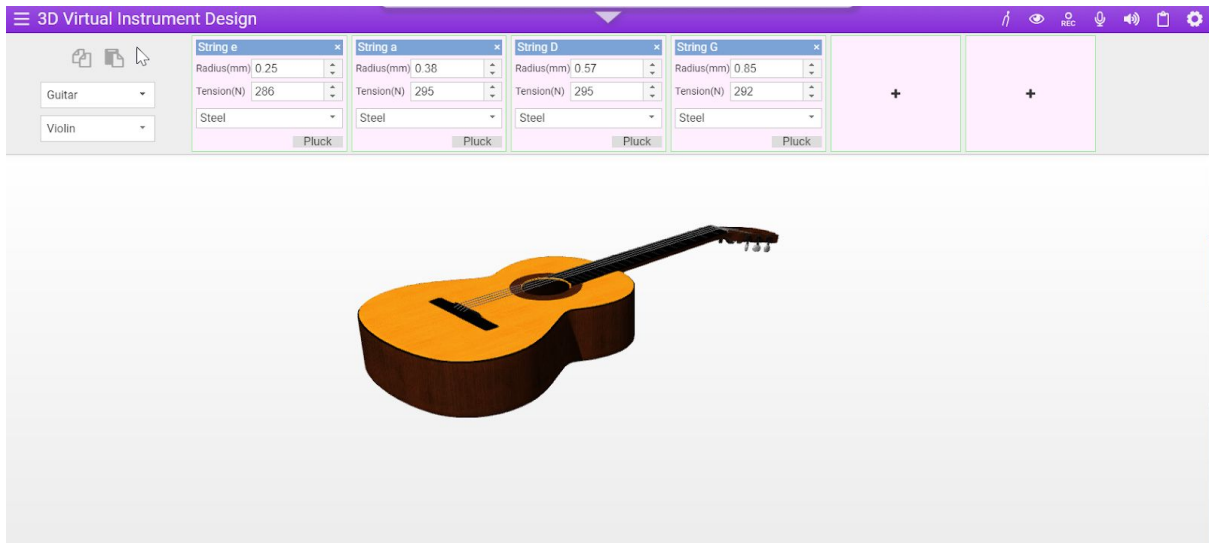 3D Virtual Instrument Design
REC
Guitar
Violin
String e ×
Radius(mm) 0.25
Tension(N) 286
Steel
Pluck
String a ×
Radius(mm) 0.38
Tension(N) 295
Steel
Pluck
String D ×
Radius(mm) 0.57
Tension(N) 295
Steel
Pluck
String G ×
Radius(mm) 0.85
Tension(N) 292
Steel
Pluck
+
+